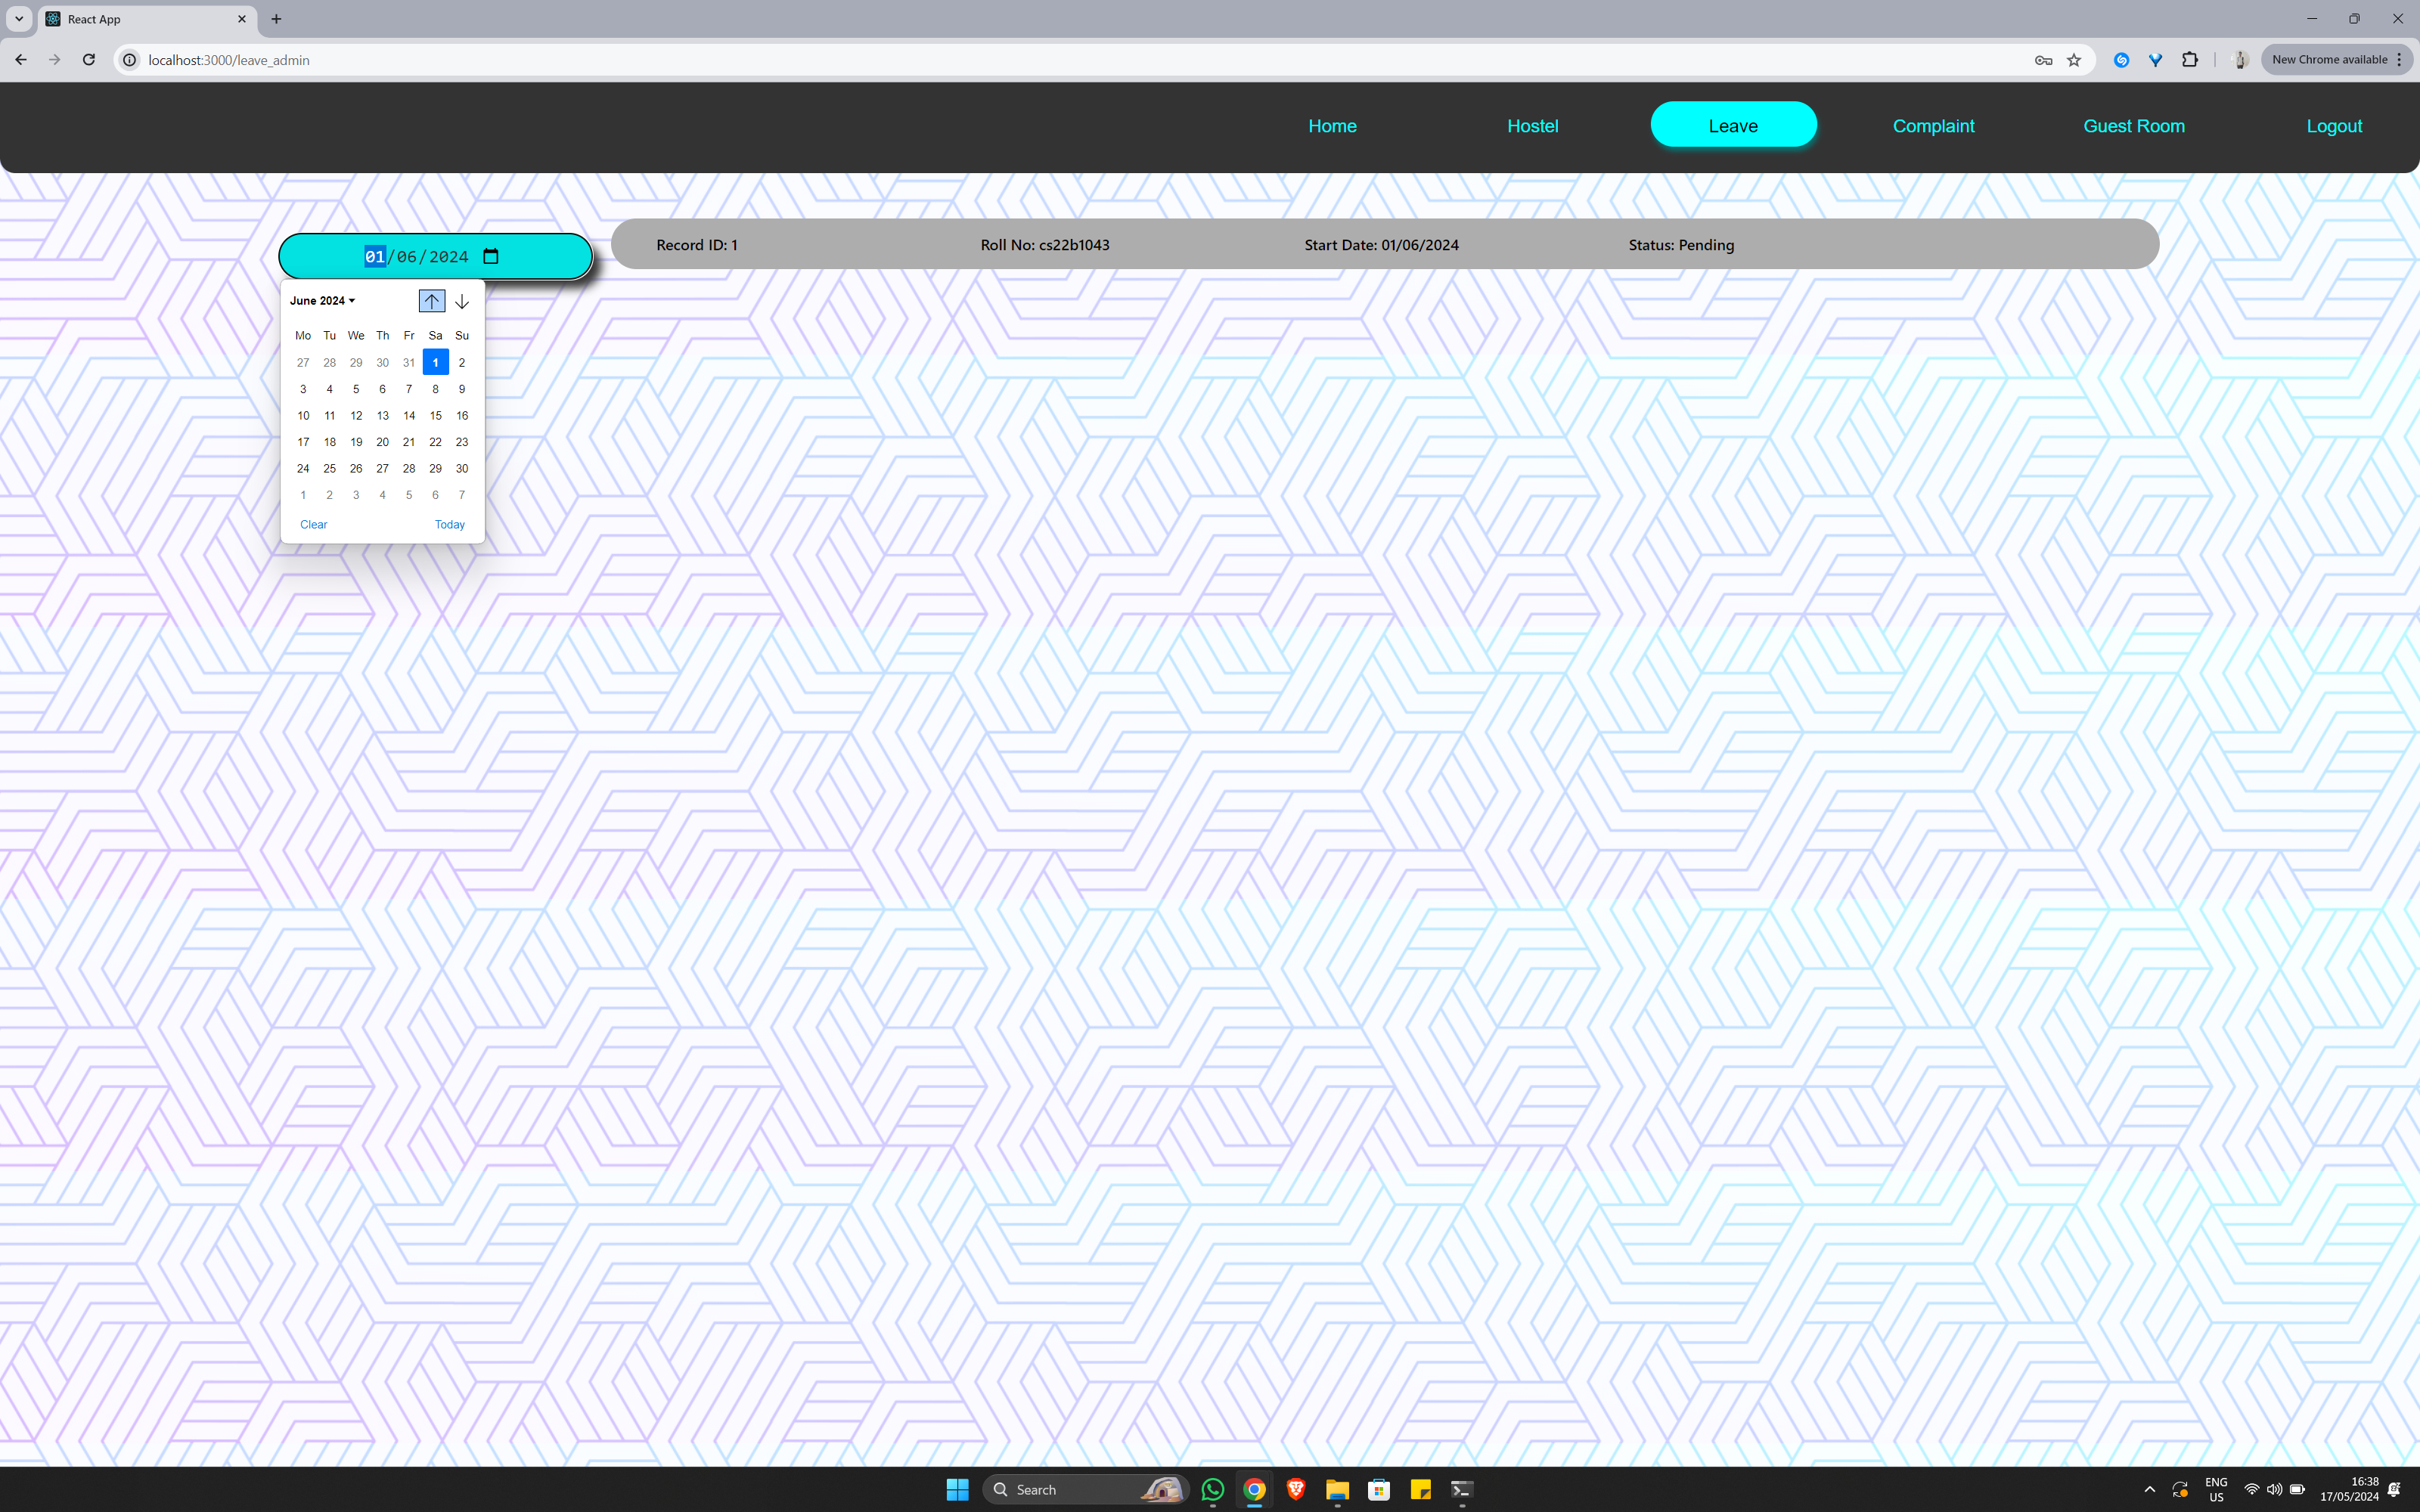 React App
localhost:3000/leave_admin
New Chrome available
Home
Hostel
Leave
Complaint
Guest Room
Logout
01/06/2024
Record ID: 1
Roll No: cs22b1043
Start Date: 01/06/2024
Status: Pending
June 2024
Mo Tu We Th Fr Sa Su
27 28 29 30 31 1 2
3 4 5 6 7 8 9
10 11 12 13 14 15 16
17 18 19 20 21 22 23
24 25 26 27 28 29 30
1 2 3 4 5 6 7
Clear
Today
Search
ENG
US
16:38
17/05/2024